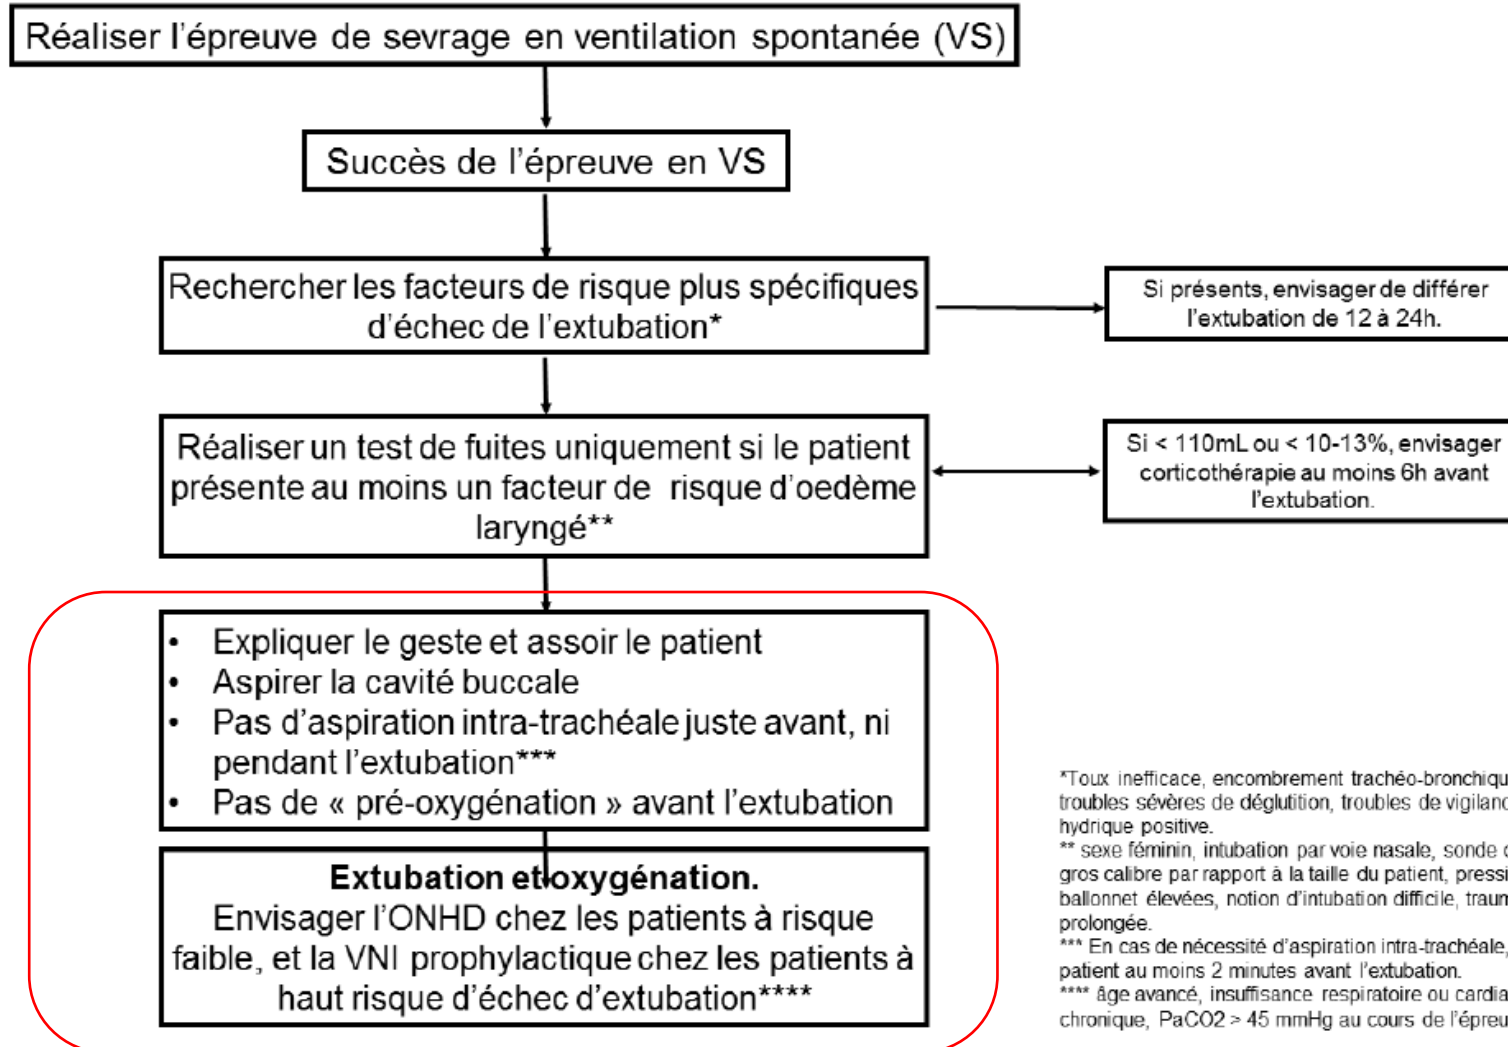 Réaliser l'épreuve de sevrage en ventilation spontanée (VS)
Succès de l'épreuve en VS
Rechercher les facteurs de risque plus spécifiques
d'échec de l'extubation*
Si présents, envisager de différer
l'extubation de 12 à 24h.
Réaliser un test de fuites uniquement si le patient
présente au moins un facteur de risque d'oedème
laryngé**
Si < 110mL ou < 10-13%, envisager
corticothérapie au moins 6h avant
l'extubation.
• Expliquer le geste et assoir le patient
• Aspirer la cavité buccale
• Pas d'aspiration intra-trachéale juste avant, ni
pendant l'extubation***
• Pas de « pré-oxygénation » avant l'extubation
Extubation et oxygénation.
Envisager l'ONHD chez les patients à risque
faible, et la VNI prophylactique chez les patients à
haut risque d'échec d'extubation****
*Toux inefficace, encombrement trachéo-bronchiqu
troubles sévères de déglutition, troubles de vigilanc
hydrique positive.
** sexe féminin, intubation par voie nasale, sonde
gros calibre par rapport à la taille du patient, pressi
ballonnet élevées, notion d'intubation difficile, traum
prolongée.
*** En cas de nécessité d'aspiration intra-trachéale,
patient au moins 2 minutes avant l'extubation.
**** âge avancé, insuffisance respiratoire ou cardia
chronique, PaCO2 > 45 mmHg au cours de l'épreu